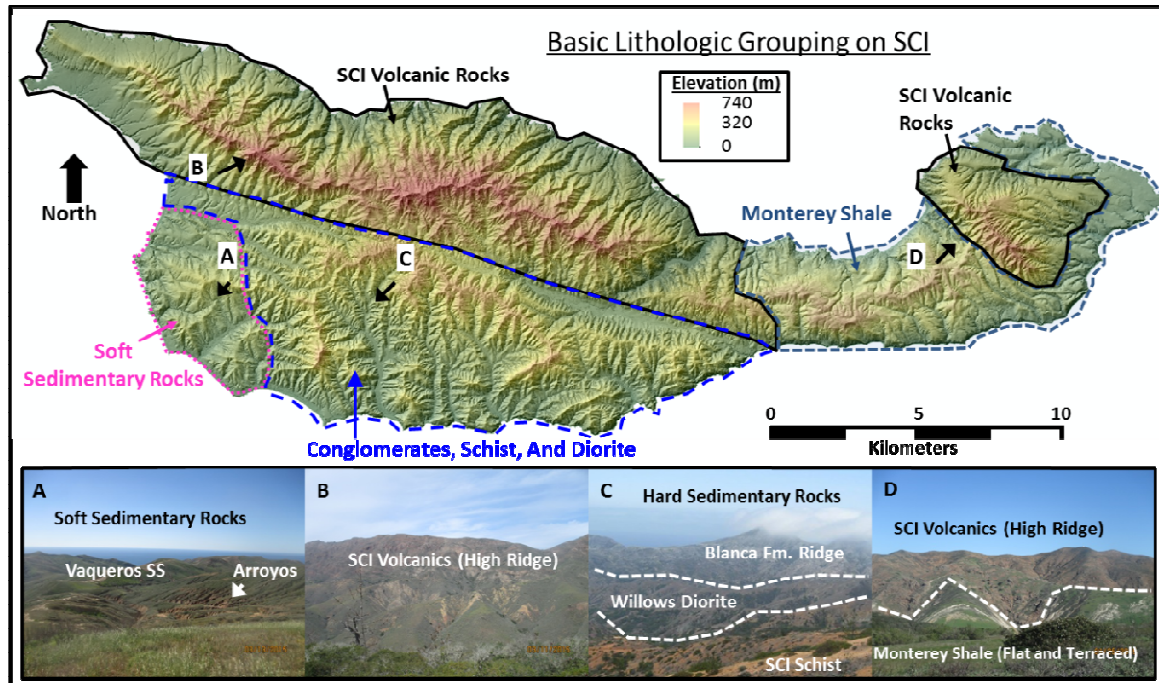 Basic Lithologic Grouping on SCI
SCI Volcanic Rocks
Elevation (m)
740
320
0
SCI Volcanic
Rocks
B
North
Monterey Shale
A
C
D
Soft
Sedimentary Rocks
0
5
10
Kilometers
Conglomerates, Schist, And Diorite
A
Soft Sedimentary Rocks
Vaqueros SS
Arroyos
B
SCI Volcanics (High Ridge)
C
Hard Sedimentary Rocks
Blanca Fm. Ridge
Willows Diorite
SCI Schist
D
SCI Volcanics (High Ridge)
Monterey Shale (Flat and Terraced)